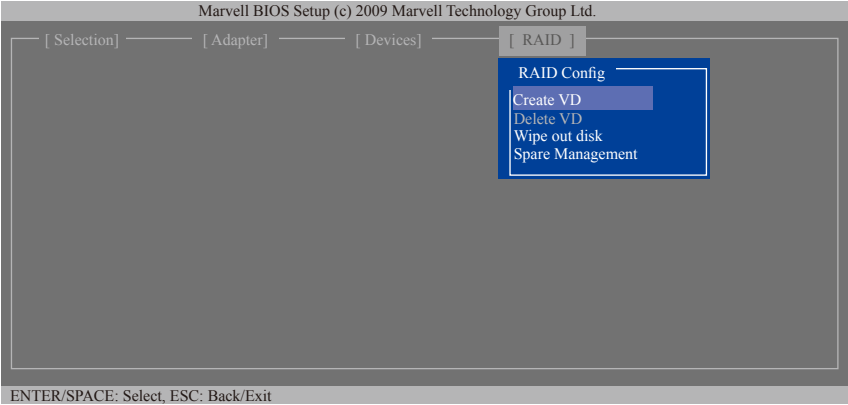 Marvell BIOS Setup (c) 2009 Marvell Technology Group Ltd.
[ Selection] [ Adapter] [ Devices] [ RAID ]
RAID Config
Create VD
Delete VD
Wipe out disk
Spare Management
ENTER/SPACE: Select, ESC: Back/Exit